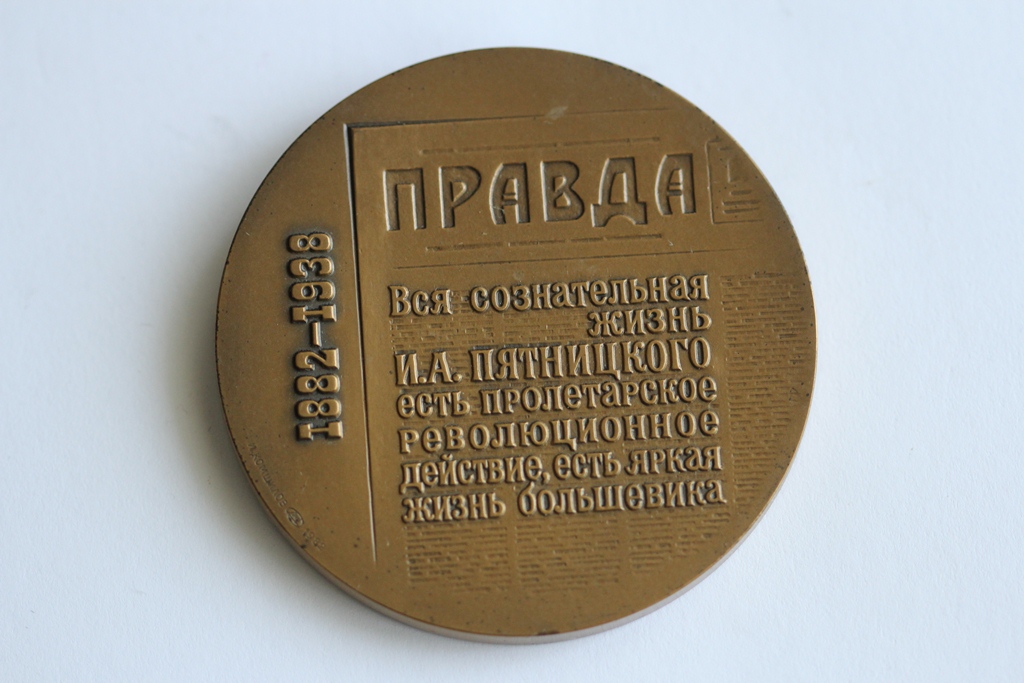 ПРАВДА
1882-1938
Вся сознательная
жизнь
И.А. ПЯТНИЦКОГО
есть пролетарское
революционное
действие, есть яркая
жизнь большевика